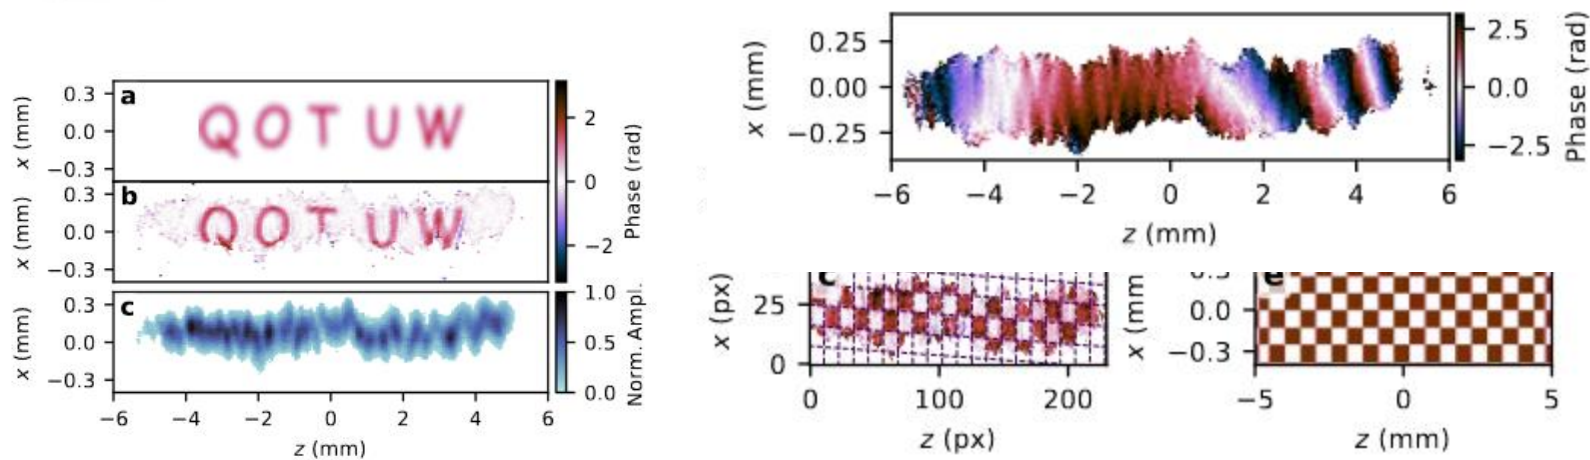 a
x (mm)
0.3
0.0
−0.3
Q O T U W
b
x (mm)
0.3
0.0
−0.3
Q O T U W
2
0
−2
Phase (rad)
c
x (mm)
0.3
0.0
−0.3
1.0
0.5
0.0
Norm. Ampl.
−6 −4 −2 0 2 4 6
z (mm)
x (mm)
0.25
0.00
−0.25
2.5
0.0
−2.5
Phase (rad)
−6 −4 −2 0 2 4 6
z (mm)
x (px)
25
0
0 100 200
z (px)
e
x (mm
0.0
−0.3
−5 0 5
z (mm)